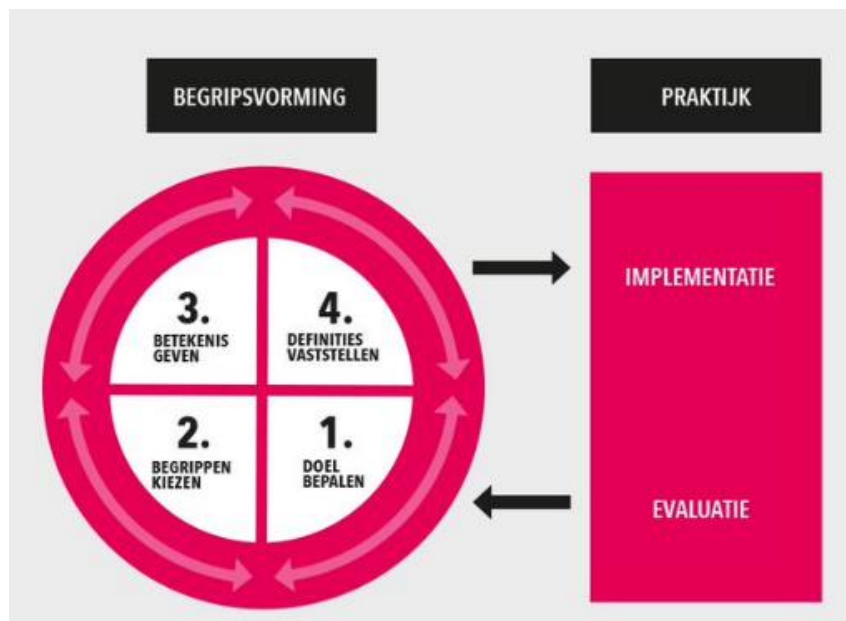 BEGRIPSVORMING
PRAKTIJK
3.
BETEKENIS
GEVEN
4.
DEFINITIES
VASTSTELLEN
2.
BEGRIPPEN
KIEZEN
1.
DOEL
BEPALEN
IMPLEMENTATIE
EVALUATIE